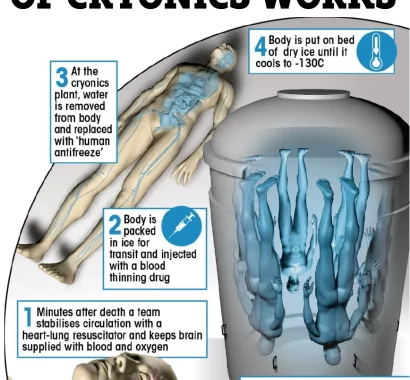 OF CRYONICS WORKS
4 Body is put on bed
of dry ice until it
cools to -130C
3 At the
cryonics
plant, water
is removed
from body
and replaced
with 'human
antifreeze'
2 Body is
packed
in ice for
transit and injected
with a blood
thinning drug
1 Minutes after death a team
stabilises circulation with a
heart-lung resuscitator and keeps brain
supplied with blood and oxygen